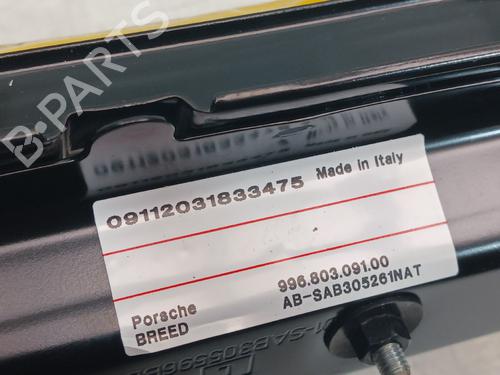 B-PARTS
09112031833475 Made in Italy
996.803.091.00
Porsche AB-SAB305261NAT
BREED